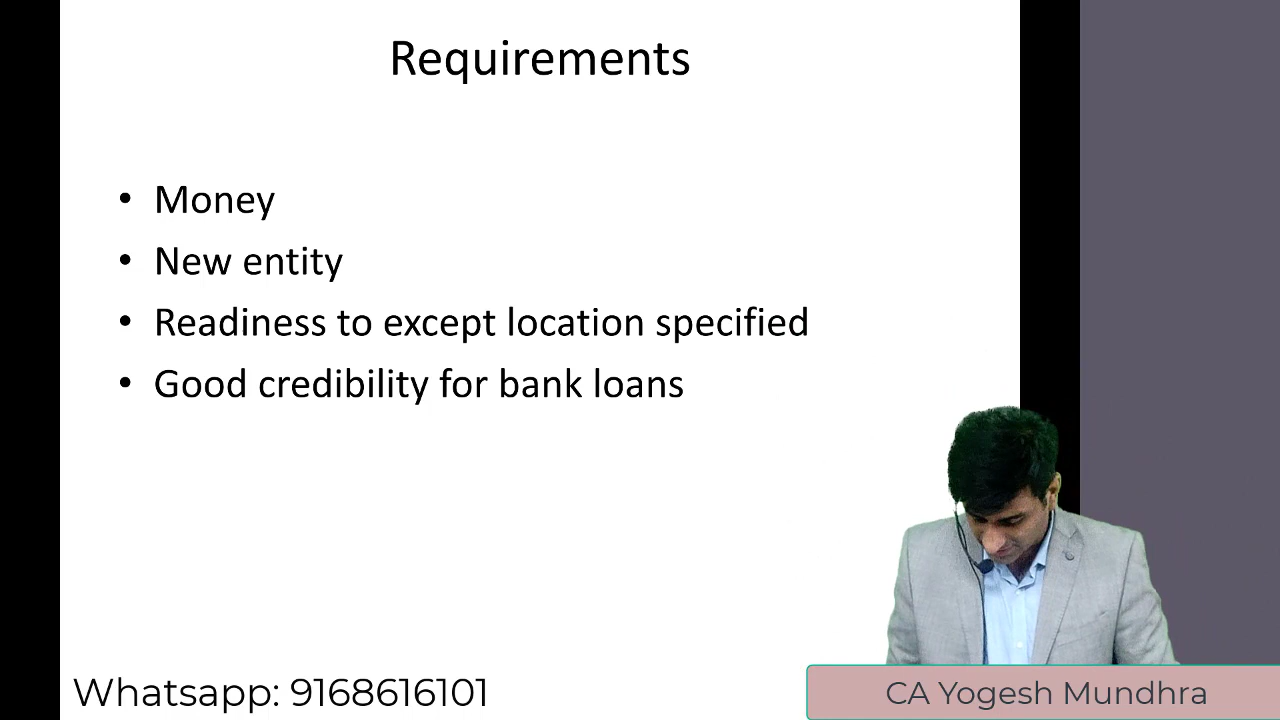 Requirements
• Money
• New entity
• Readiness to except location specified
• Good credibility for bank loans
Whatsapp: 9168616101
CA Yogesh Mundhra